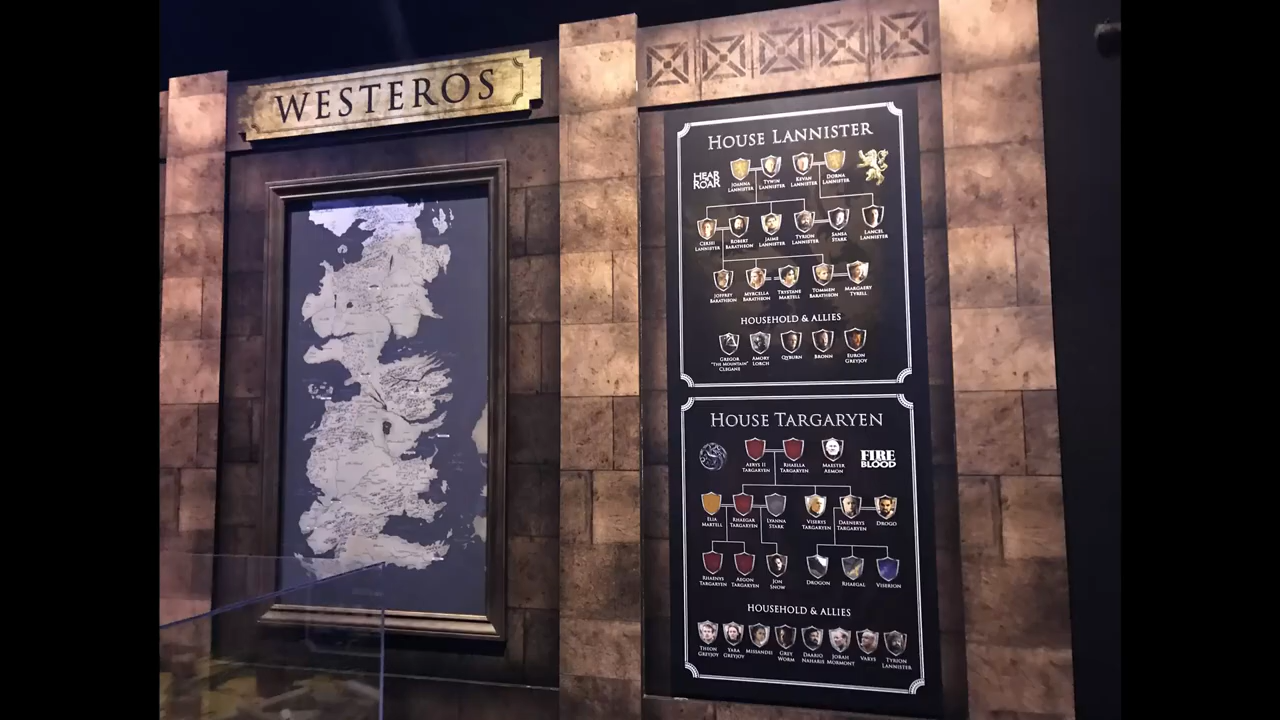 WESTEROS
HOUSE LANNISTER
HEAR
ROAR
JOANNA
LANNISTER
TYWIN
LANNISTER
KEVAN
LANNISTER
DORNA
LANNISTER
CERSEI
LANNISTER
ROBERT
BARATHEON
JAIME
LANNISTER
TYRION
LANNISTER
SANSA
STARK
LANCEL
LANNISTER
JOFFREY
BARATHEON
MYRCELLA
BARATHEON
TRYSTANE
MARTELL
TOMMEN
BARATHEON
MARGAERY
TYRELL
HOUSEHOLD & ALLIES
GREGOR
"THE MOUNTAIN"
CLEGANE
AMORY
LORCH
QYBURN
BRONN
EURON
GREYJOY
HOUSE TARGARYEN
AERYS II
TARGARYEN
RHAELLA
TARGARYEN
MAESTER
AEMON
FIRE
BLOOD
ELIA
MARTELL
RHAEGAR
TARGARYEN
LYANNA
STARK
VISERYS
TARGARYEN
DAENERYS
TARGARYEN
DROGO
RHAENYS
TARGARYEN
AEGON
TARGARYEN
JON
SNOW
DROGON
RHAEGAL
VISERION
HOUSEHOLD & ALLIES
THEON
GREYJOY
YARA
GREYJOY
MISSANDEI
GREY
WORM
DAARIO
NAHARIS
JORAH
MORMONT
VARYS
TYRION
LANNISTER